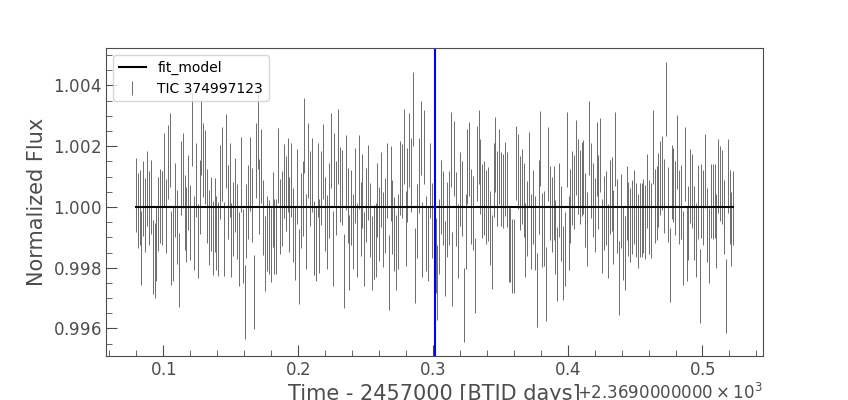 fit_model
TIC 374997123
1.004
1.002
1.000
0.998
0.996
Normalized Flux
0.1 0.2 0.3 0.4 0.5
Time - 2457000 [BTJD days]
+2.3690000000 × 10³